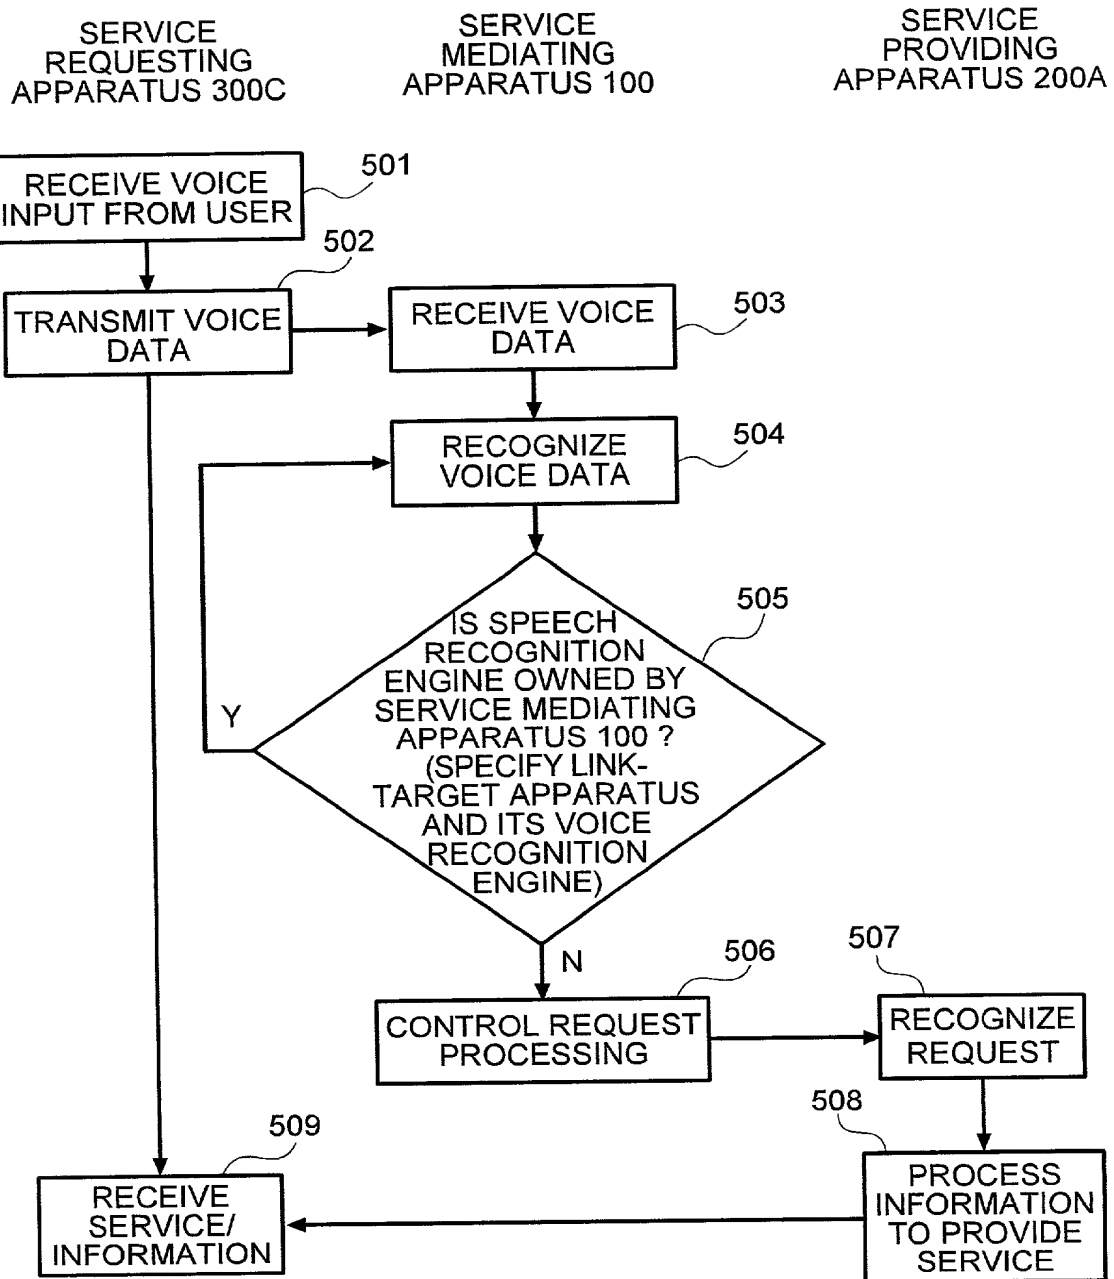 SERVICE
REQUESTING
APPARATUS 300C
SERVICE
MEDIATING
APPARATUS 100
SERVICE
PROVIDING
APPARATUS 200A
RECEIVE VOICE
INPUT FROM USER
501
502
TRANSMIT VOICE
DATA
RECEIVE VOICE
DATA
503
RECOGNIZE
VOICE DATA
504
IS SPEECH
RECOGNITION
ENGINE OWNED BY
SERVICE MEDIATING
APPARATUS 100 ?
(SPECIFY LINK-
TARGET APPARATUS
AND ITS VOICE
RECOGNITION
ENGINE)
505
Y
N
506
CONTROL REQUEST
PROCESSING
507
RECOGNIZE
REQUEST
508
PROCESS
INFORMATION
TO PROVIDE
SERVICE
509
RECEIVE
SERVICE/
INFORMATION